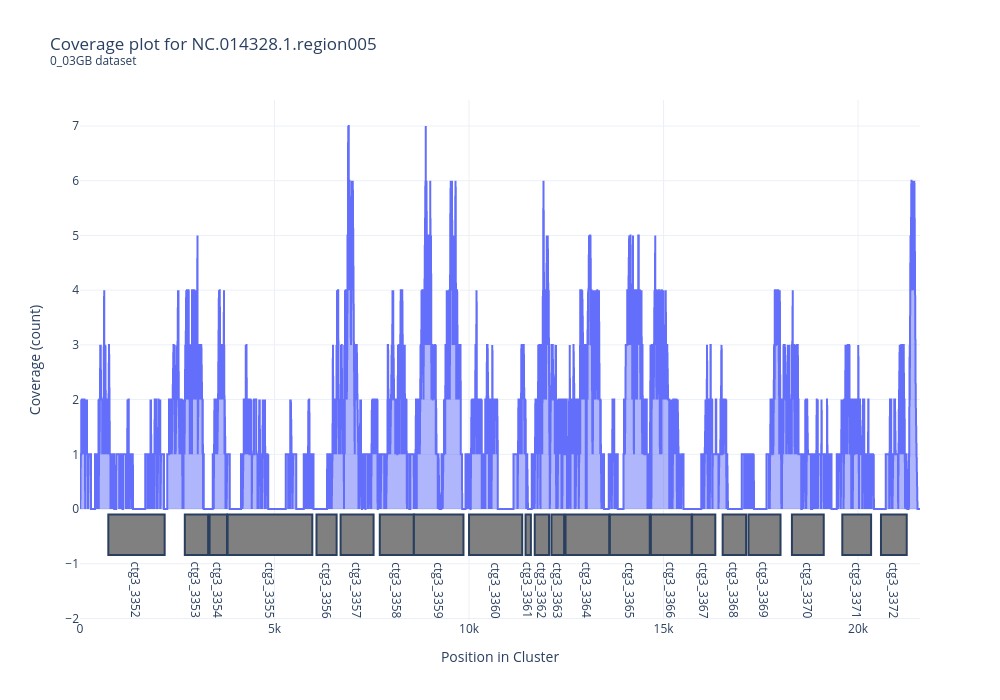 Coverage plot for NC.014328.1.region005
0_03GB dataset
Coverage (count)
7
6
5
4
3
2
1
0
−1
−2
ctg3_3352
ctg3_3353
ctg3_3354
ctg3_3355
ctg3_3356
ctg3_3357
ctg3_3358
ctg3_3359
ctg3_3360
ctg3_3361
ctg3_3362
ctg3_3363
ctg3_3364
ctg3_3365
ctg3_3366
ctg3_3367
ctg3_3368
ctg3_3369
ctg3_3370
ctg3_3371
ctg3_3372
0
5k
10k
15k
20k
Position in Cluster